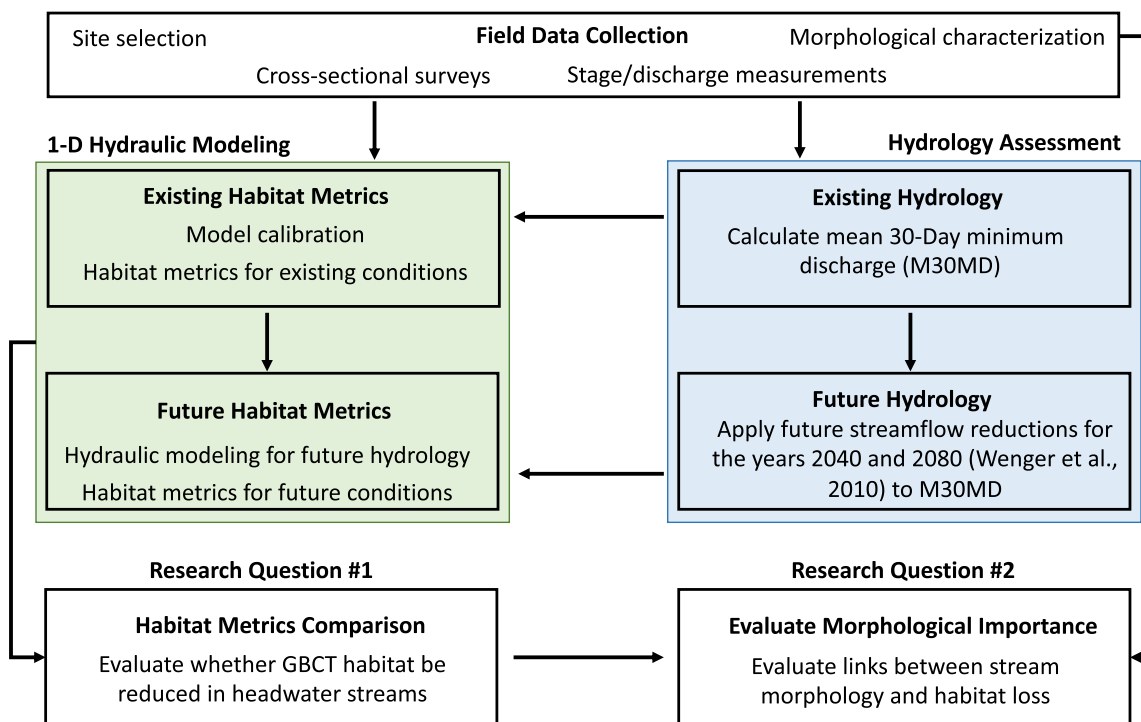 Site selection
Field Data Collection
Morphological characterization
Cross-sectional surveys
Stage/discharge measurements
1-D Hydraulic Modeling
Hydrology Assessment
Existing Habitat Metrics
Model calibration
Habitat metrics for existing conditions
Existing Hydrology
Calculate mean 30-Day minimum
discharge (M30MD)
Future Habitat Metrics
Hydraulic modeling for future hydrology
Habitat metrics for future conditions
Future Hydrology
Apply future streamflow reductions for
the years 2040 and 2080 (Wenger et al.,
2010) to M30MD
Research Question #1
Habitat Metrics Comparison
Evaluate whether GBCT habitat be
reduced in headwater streams
Research Question #2
Evaluate Morphological Importance
Evaluate links between stream
morphology and habitat loss